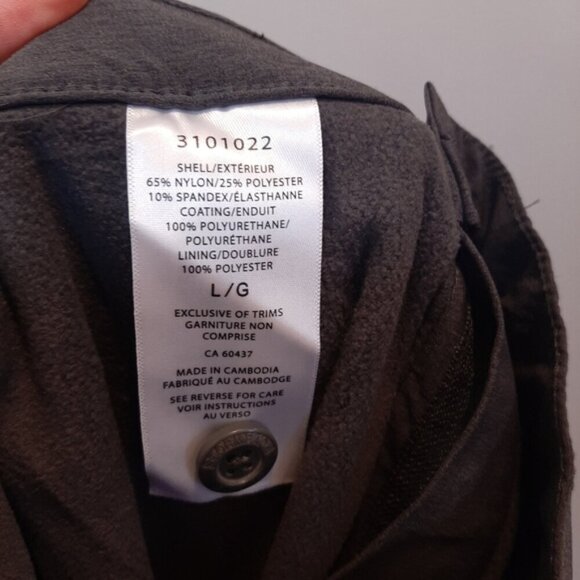 3101022
SHELL/EXTÉRIEUR
65% NYLON/25% POLYESTER
10% SPANDEX/ÉLASTHANNE
COATING/ENDUIT
100% POLYURETHANE/
POLYURÉTHANE
LINING/DOUBLURE
100% POLYESTER
L/G
EXCLUSIVE OF TRIMS
GARNITURE NON
COMPRISE
CA 60437
MADE IN CAMBODIA
FABRIQUÉ AU CAMBODGE
SEE REVERSE FOR CARE
VOIR INSTRUCTIONS
AU VERSO